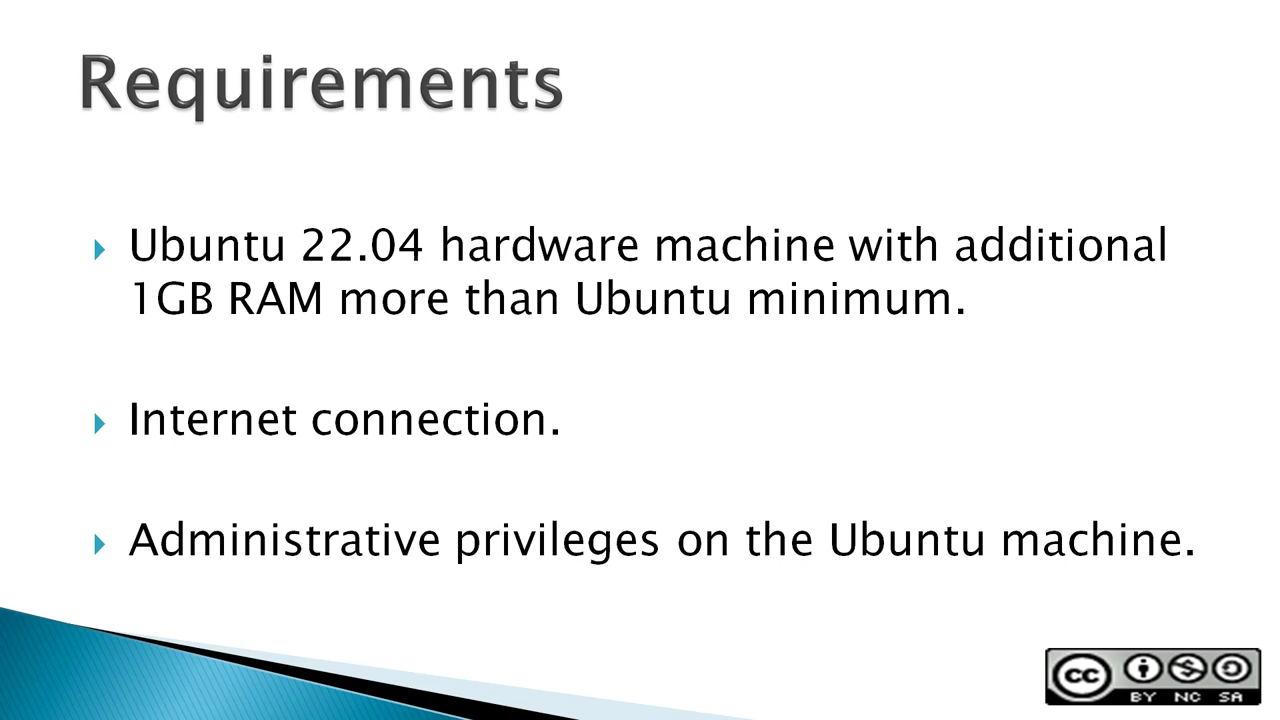 Requirements
Ubuntu 22.04 hardware machine with additional
1GB RAM more than Ubuntu minimum.
Internet connection.
Administrative privileges on the Ubuntu machine.
cc
BY NC SA